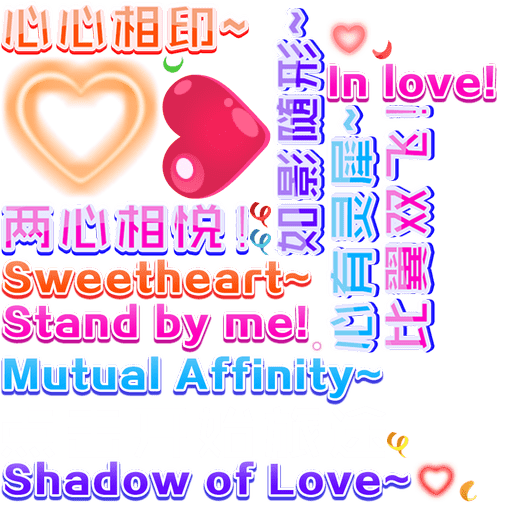 心心相印~
如影随形~
In love!
心有灵犀~
比翼双飞!
两心相悦!
Sweetheart~
Stand by me!
Mutual Affinity~
Shadow of Love~